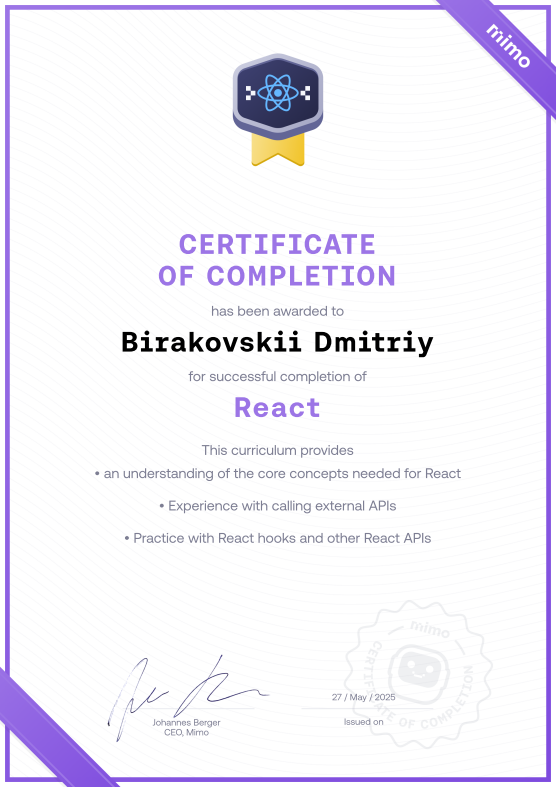 mimo
CERTIFICATE
OF COMPLETION
has been awarded to
Birakovskii Dmitriy
for successful completion of
React
This curriculum provides
• an understanding of the core concepts needed for React
• Experience with calling external APIs
• Practice with React hooks and other React APIs
mimo
CERTIFICATE OF COMPLETION
27 / May / 2025
Issued on
Johannes Berger
CEO, Mimo